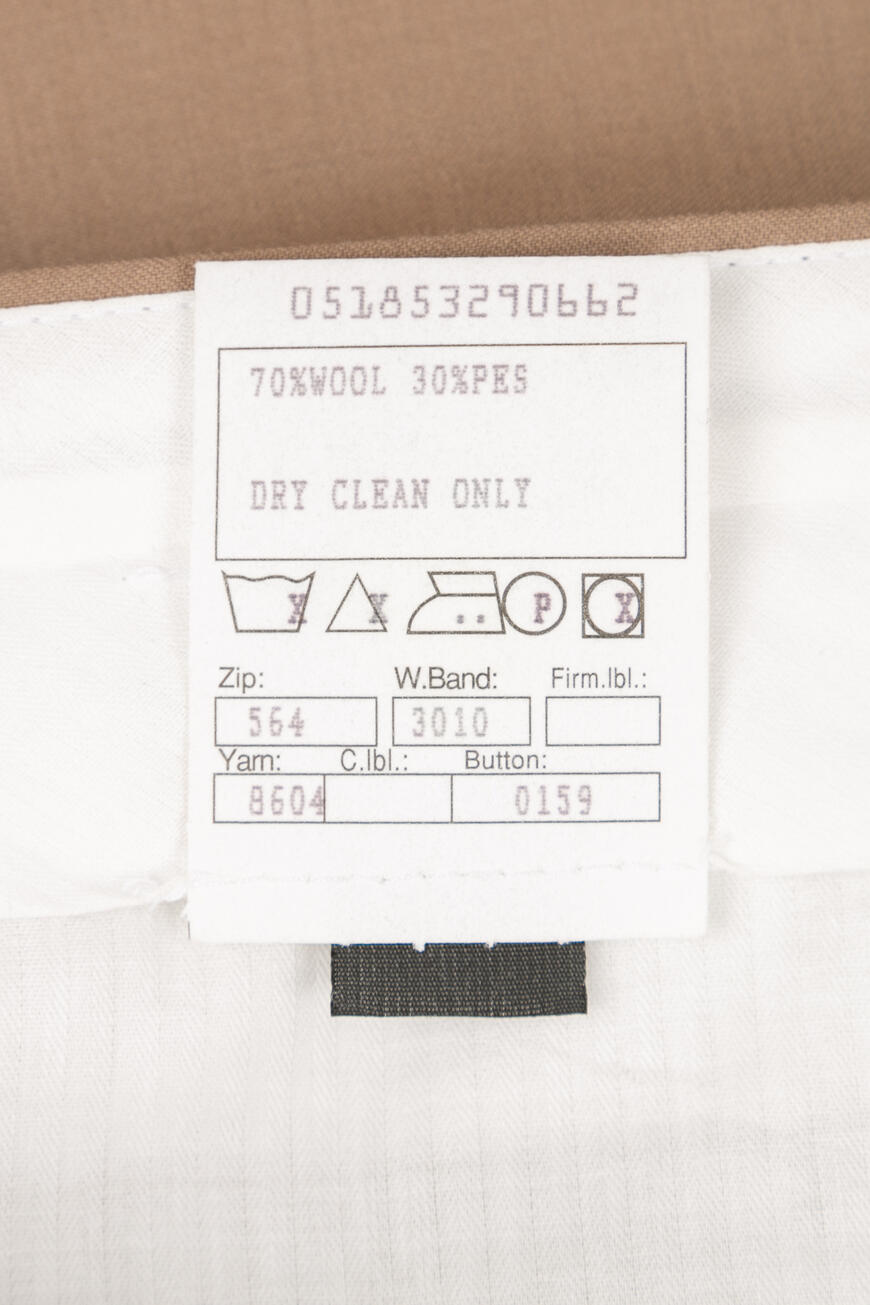 051853290662
70%WOOL 30%PES
DRY CLEAN ONLY
X X .. P X
Zip: W.Band: Firm.lbl.:
564 3010
Yarn: C.lbl.: Button:
8604 0159